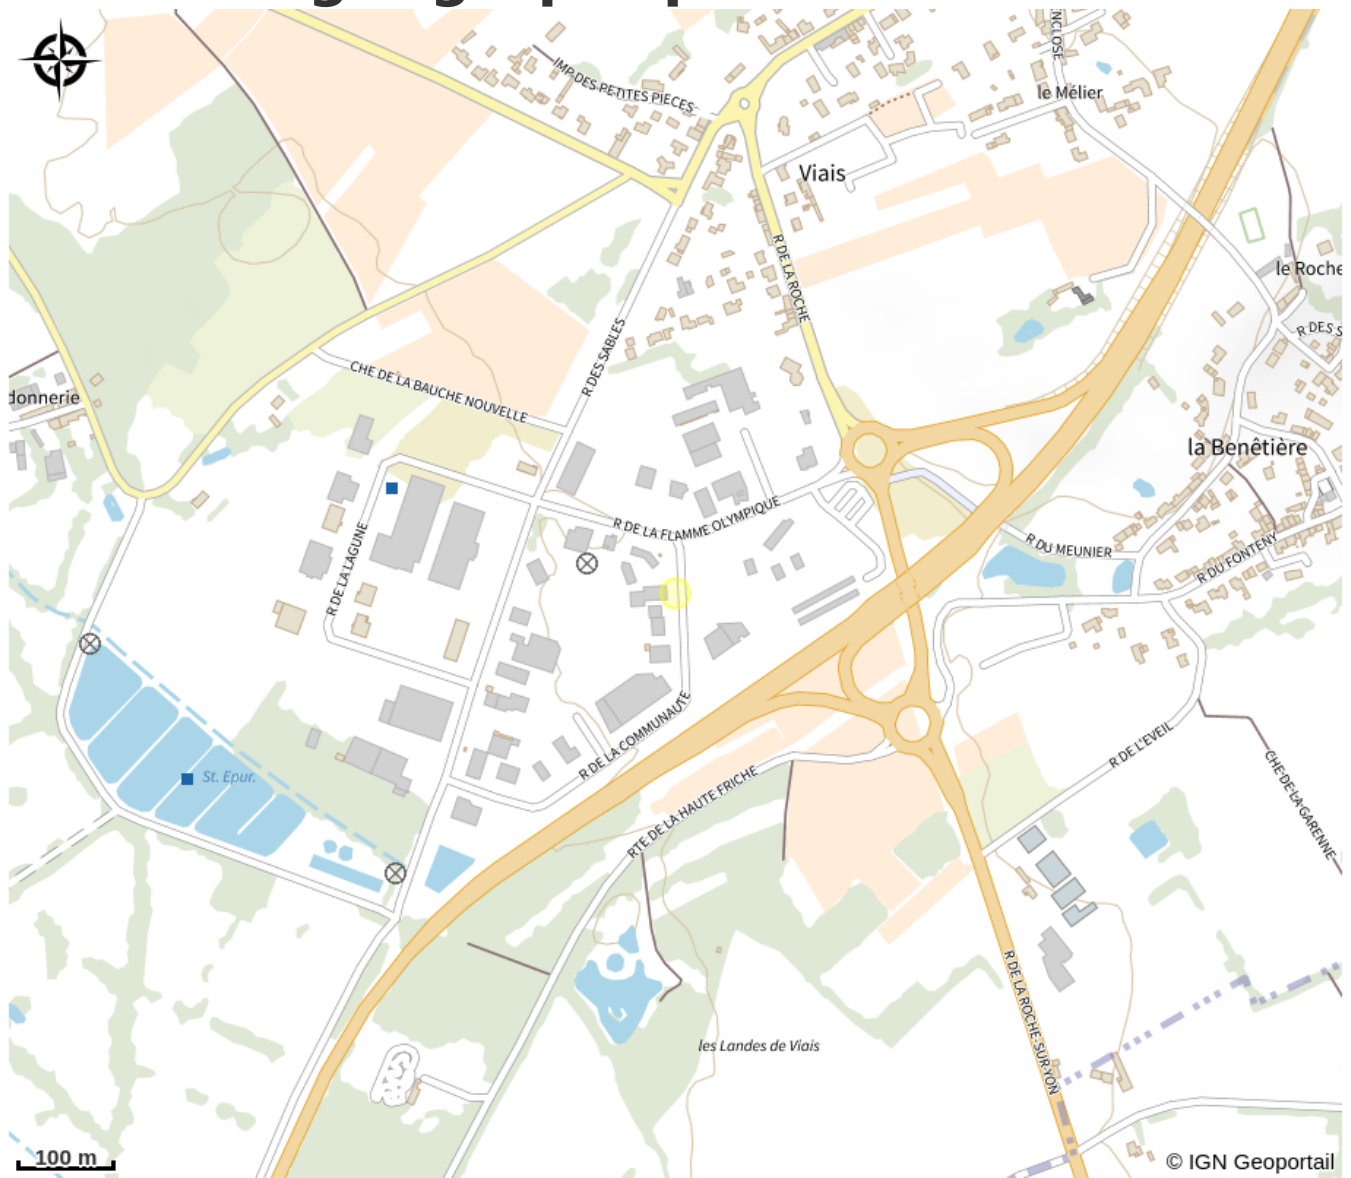 ENCLOSE
IMP DES PETITES PIECES
le Mélier
Viais
R DE LA ROCHE
le Roche
R DES S
R DES SABLES
CHE DE LA BAUCHE NOUVELLE
donnerie
la Benêtière
R DE LA FLAMME OLYMPIQUE
R DE LA LAGUNE
R DU MEUNIER
R DU FONTENY
R DE LA COMMUNAUTE
St. Epur.
RTE DE LA HAUTE FRICHE
R DE L'EVEIL
CHE-DE-LA-GARENNE
R DE LA ROCHE-SUR-YON
les Landes de Viais
100 m
© IGN Geoportail